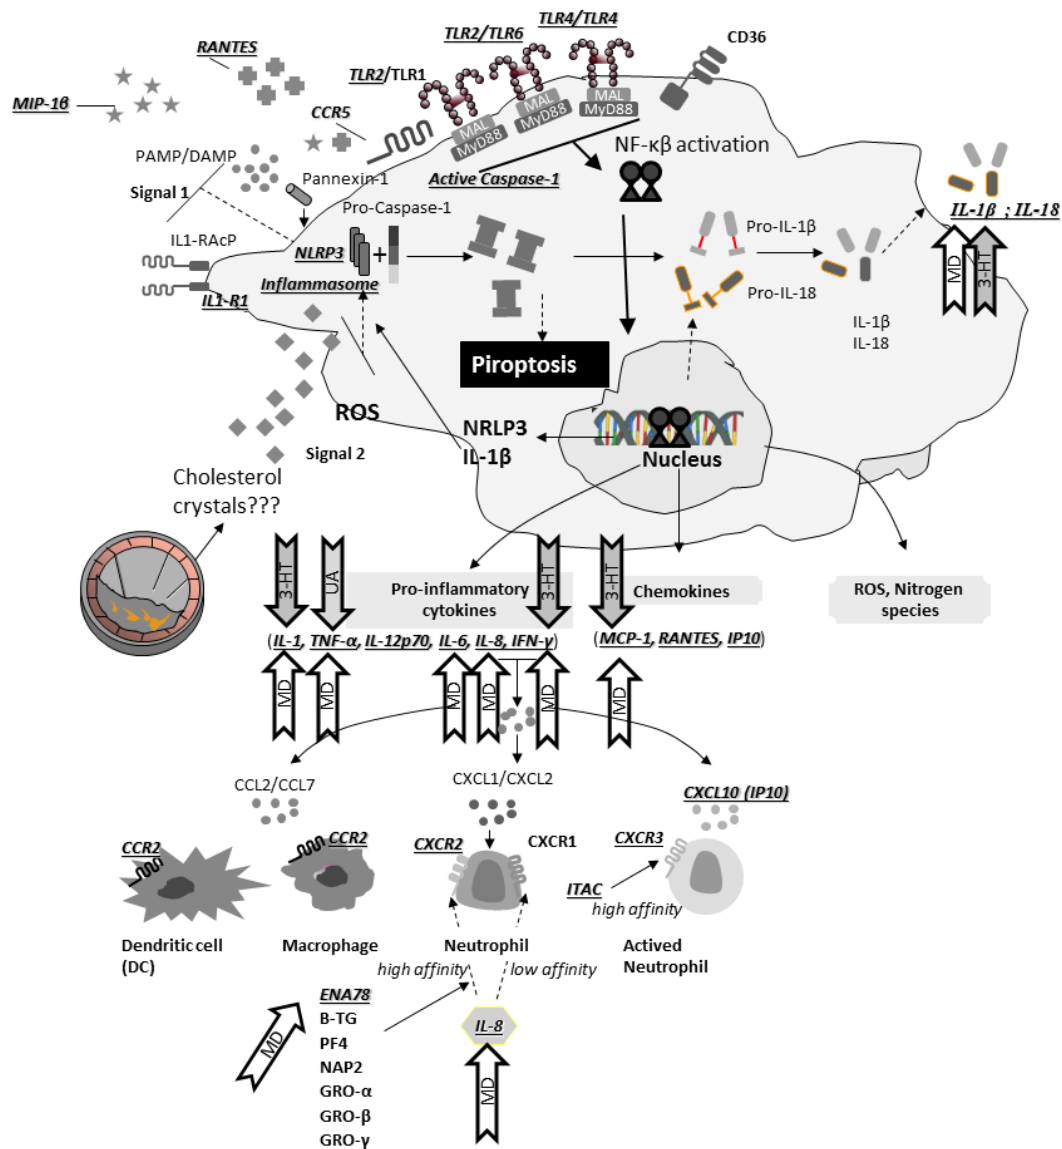 TLR4/TLR4
TLR2/TLR6
CD36
RANTES
TLR2/TLR1
MIP-1β
CCR5
MAL
MyD88
MAL
MyD88
MAL
MyD88
NF-κβ activation
PAMP/DAMP
Pannexin-1
Active Caspase-1
Signal 1
Pro-Caspase-1
IL-1β ; IL-18
IL1-RAcP
NLRP3
+
Pro-IL-1β
MD
3-HT
Inflammasome
IL1-R1
Pro-IL-18
IL-1β
IL-18
Piroptosis
ROS
NRLP3
IL-1β
Signal 2
Nucleus
Cholesterol
crystals???
3-HT
UA
3-HT
3-HT
Pro-inflammatory
cytokines
Chemokines
ROS, Nitrogen
species
(IL-1, TNF-α, IL-12p70, IL-6, IL-8, IFN-γ)
(MCP-1, RANTES, IP10)
MD
MD
MD
MD
MD
MD
CCL2/CCL7
CXCL1/CXCL2
CXCL10 (IP10)
CCR2
CCR2
CXCR2
CXCR1
CXCR3
ITAC
high affinity
Dendritic cell
(DC)
Macrophage
Neutrophil
Actived
Neutrophil
high affinity
low affinity
MD
ENA78
B-TG
PF4
NAP2
GRO-α
GRO-β
GRO-γ
IL-8
MD